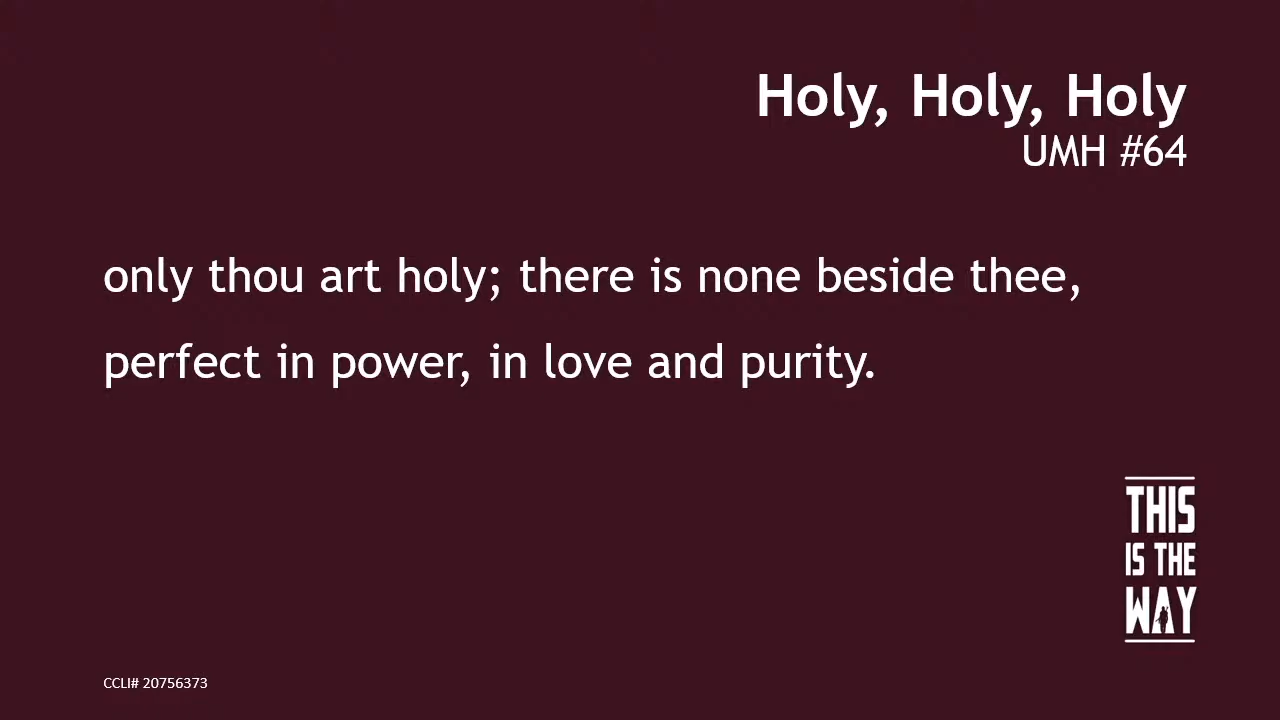 Holy, Holy, Holy
UMH #64
only thou art holy; there is none beside thee,
perfect in power, in love and purity.
THIS
IS THE
WAY
CCLI# 20756373